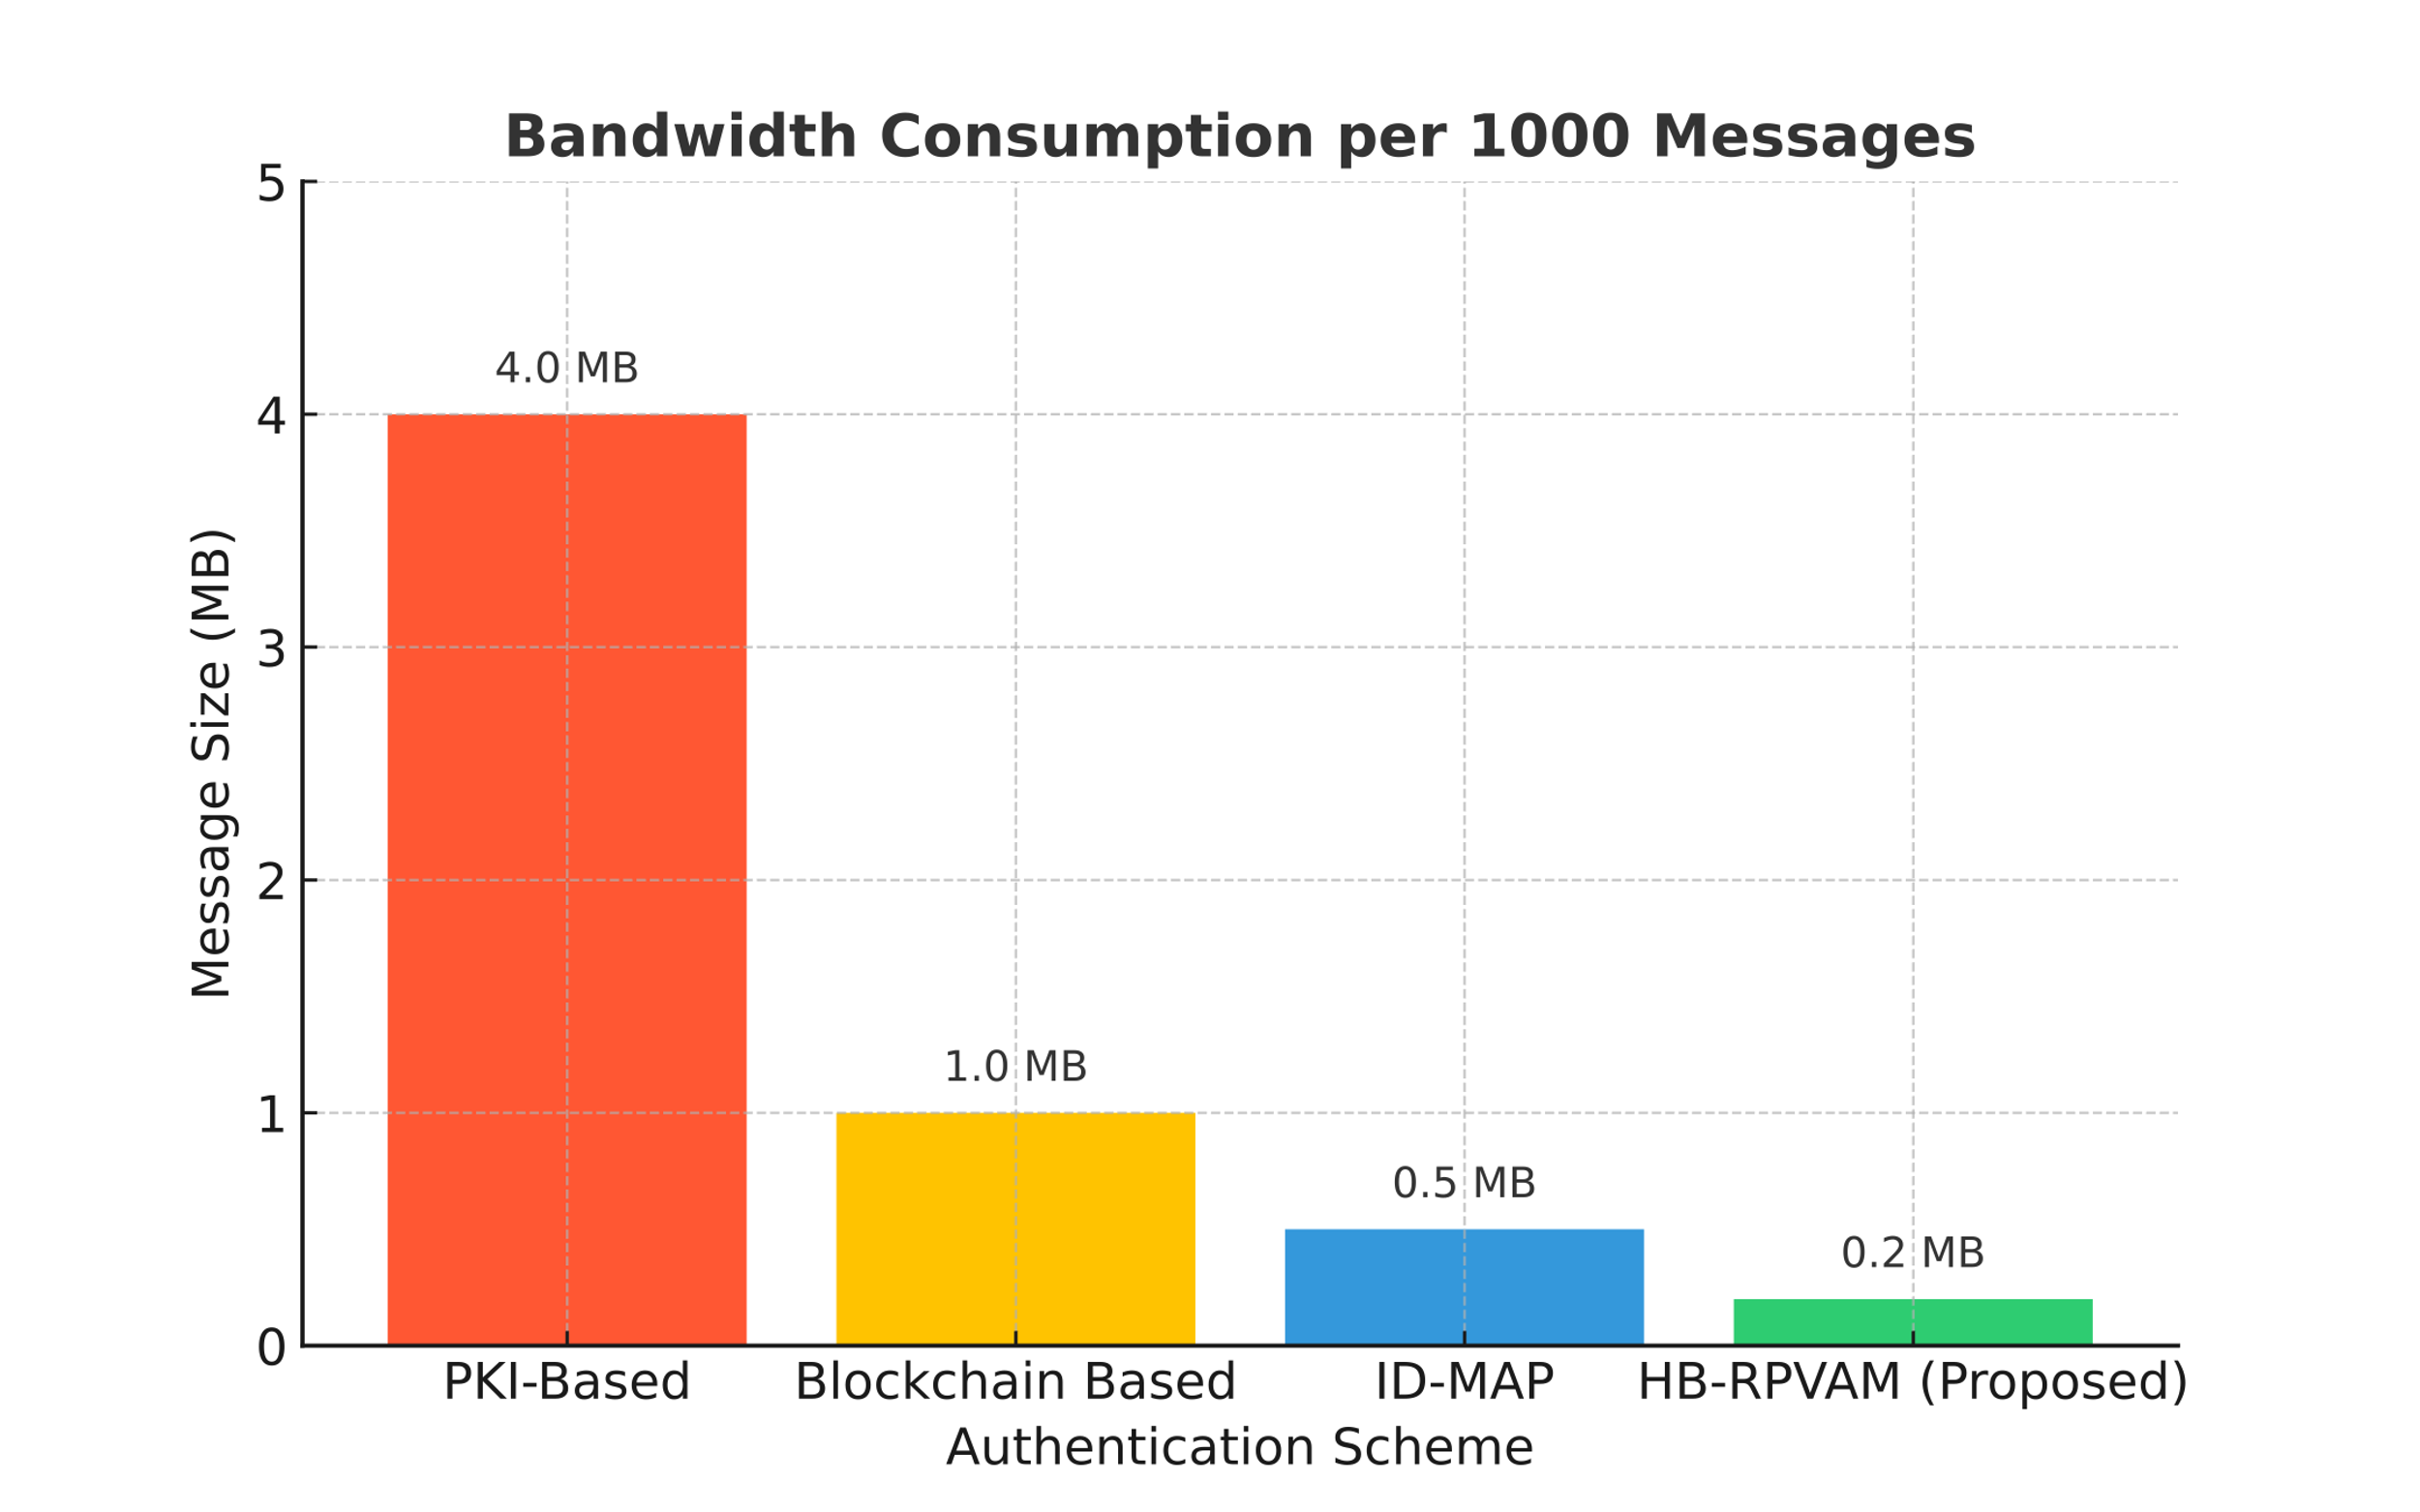 Bandwidth Consumption per 1000 Messages
5
4
3
2
1
0
Message Size (MB)
4.0 MB
1.0 MB
0.5 MB
0.2 MB
PKI-Based
Blockchain Based
ID-MAP
HB-RPVAM (Proposed)
Authentication Scheme